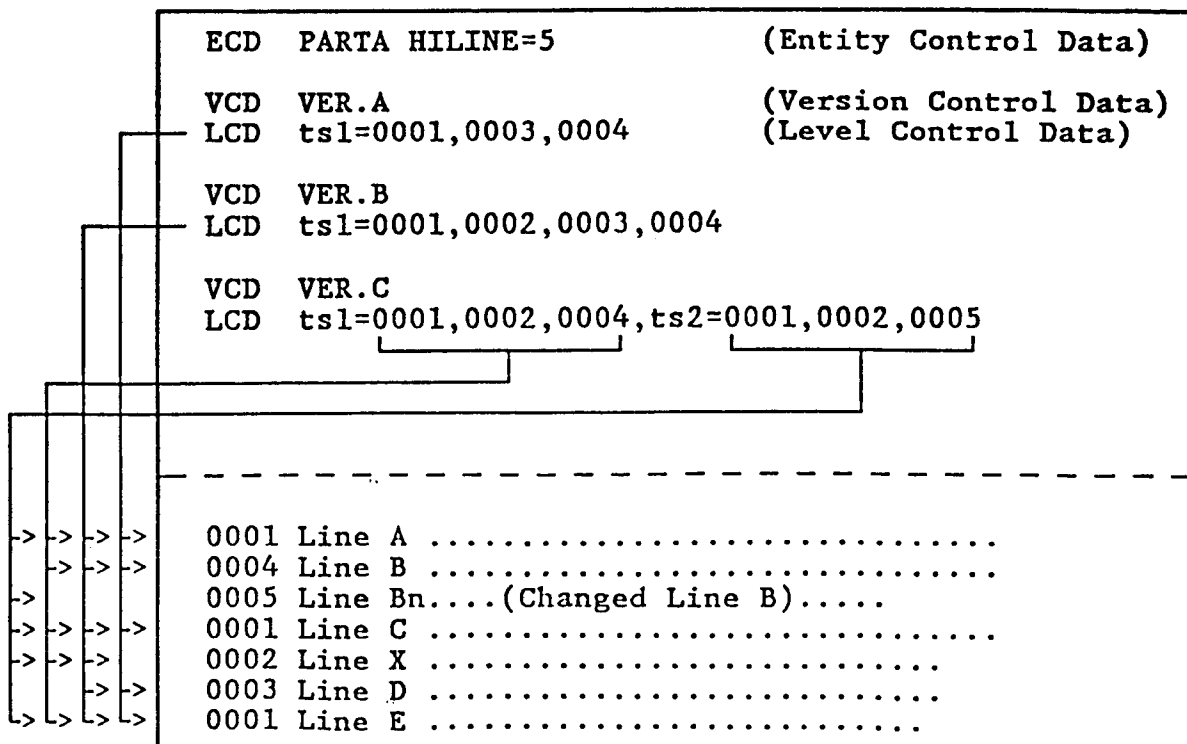 ECD PARTA HILINE=5 (Entity Control Data)
VCD VER.A (Version Control Data)
LCD ts1=0001,0003,0004 (Level Control Data)
VCD VER.B
LCD ts1=0001,0002,0003,0004
VCD VER.C
LCD ts1=0001,0002,0004,ts2=0001,0002,0005
-> -> -> -> 0001 Line A ................................
-> -> -> 0004 Line B ................................
-> 0005 Line Bn....(Changed Line B).....
-> -> -> -> 0001 Line C ................................
-> -> -> 0002 Line X .............................
-> -> 0003 Line D .............................
-> -> -> -> 0001 Line E ............................